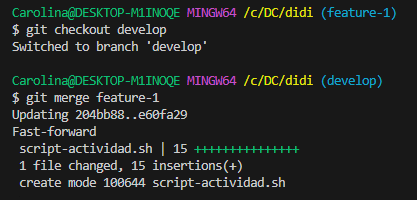 Carolina@DESKTOP-M1INOQE MINGW64 /c/DC/didi (feature-1)
$ git checkout develop
Switched to branch 'develop'
Carolina@DESKTOP-M1INOQE MINGW64 /c/DC/didi (develop)
$ git merge feature-1
Updating 204bb88..e60fa29
Fast-forward
 script-actividad.sh | 15 +++++++++++++++
 1 file changed, 15 insertions(+)
 create mode 100644 script-actividad.sh